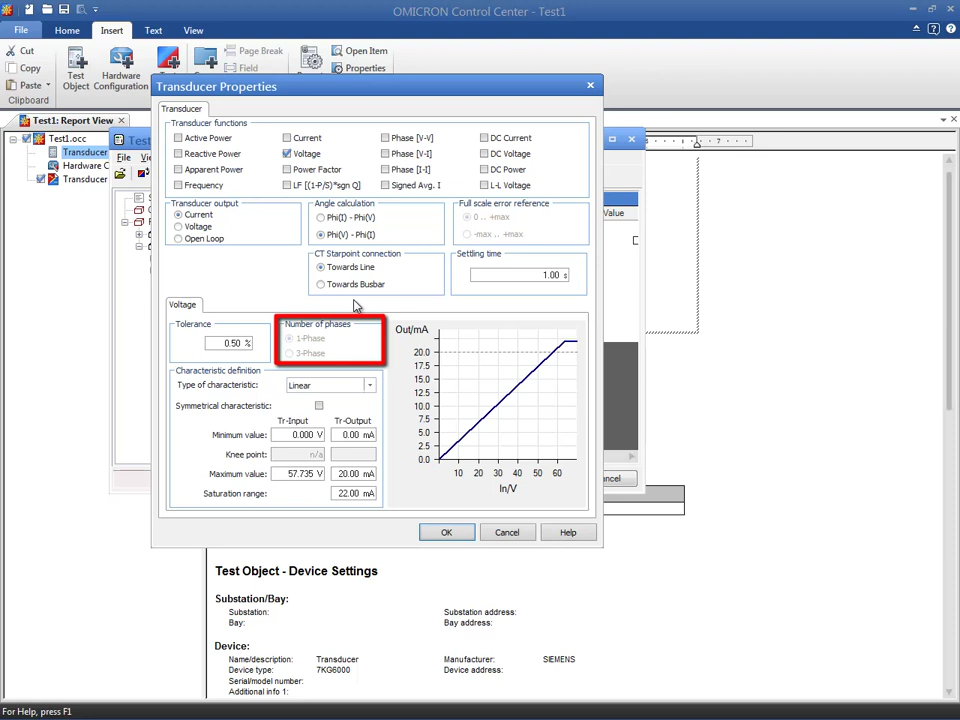 OMICRON Control Center - Test1
File Home Insert Text View
Cut
Copy
Paste
Clipboard
Test Object
Hardware Configuration
Page Break
Field
Open Item
Properties
Test1: Report View
Test1.occ
Transducer
Hardware C
Transducer
File
Value
Transducer Properties
Transducer
Transducer functions
Active Power Current Phase [V-V] DC Current
Reactive Power Voltage Phase [V-I] DC Voltage
Apparent Power Power Factor Phase [I-I] DC Power
Frequency LF [(1-P/S)*sgn Q] Signed Avg. I L-L Voltage
Transducer output
Current
Voltage
Open Loop
Angle calculation
Phi(I) - Phi(V)
Phi(V) - Phi(I)
Full scale error reference
0 .. +max
-max .. +max
CT Starpoint connection
Towards Line
Towards Busbar
Settling time
1.00 s
Voltage
Tolerance
0.50 %
Number of phases
1-Phase
3-Phase
Characteristic definition
Type of characteristic: Linear
Symmetrical characteristic:
Tr-Input Tr-Output
Minimum value: 0.000 V 0.00 mA
Knee point: n/a
Maximum value: 57.735 V 20.00 mA
Saturation range: 22.00 mA
Out/mA
20.0
17.5
15.0
12.5
10.0
7.5
5.0
2.5
0.0
10 20 30 40 50 60
In/V
OK Cancel Help
Test Object - Device Settings
Substation/Bay:
Substation: Substation address:
Bay: Bay address:
Device:
Name/description: Transducer Manufacturer: SIEMENS
Device type: 7KG6000 Device address:
Serial/model number:
Additional info 1:
For Help, press F1